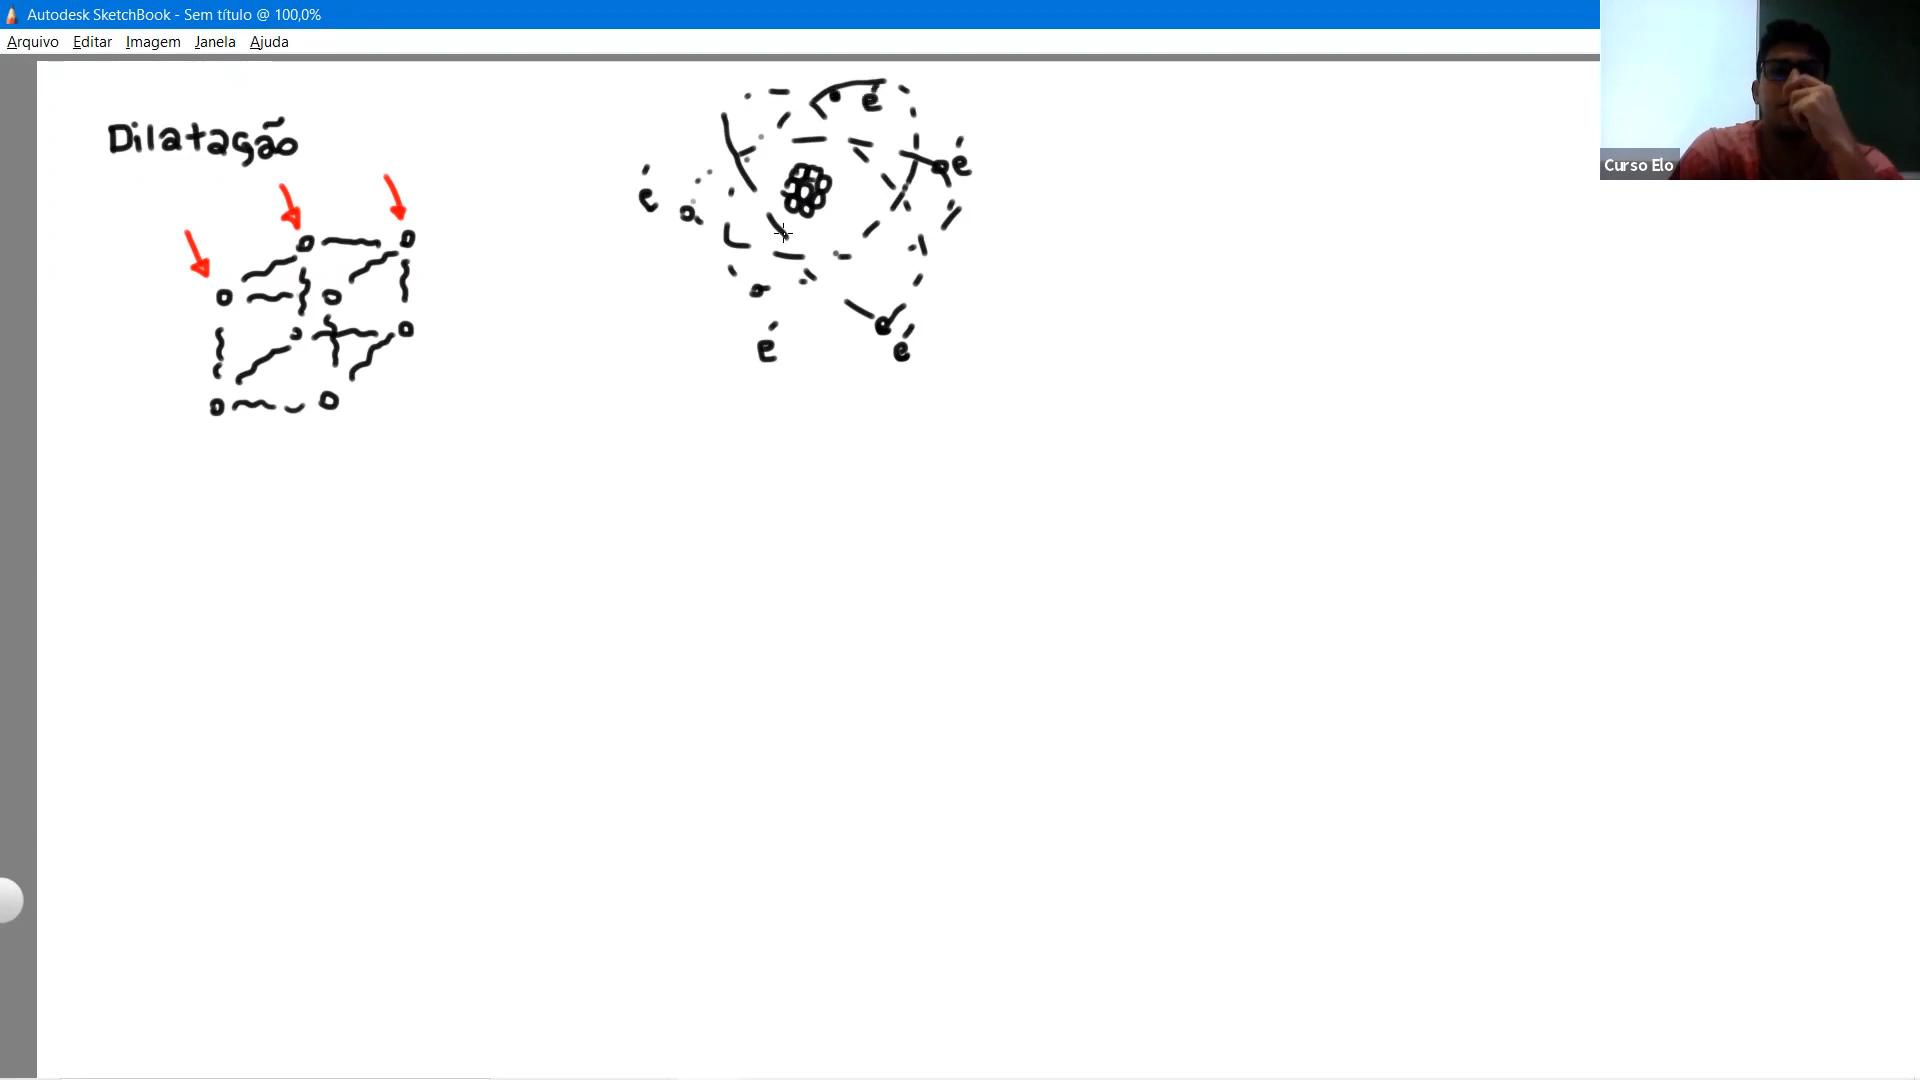 Autodesk SketchBook - Sem título @ 100,0%
Arquivo Editar Imagem Janela Ajuda
Dilatação
é
é
é
é
é
Curso Elo